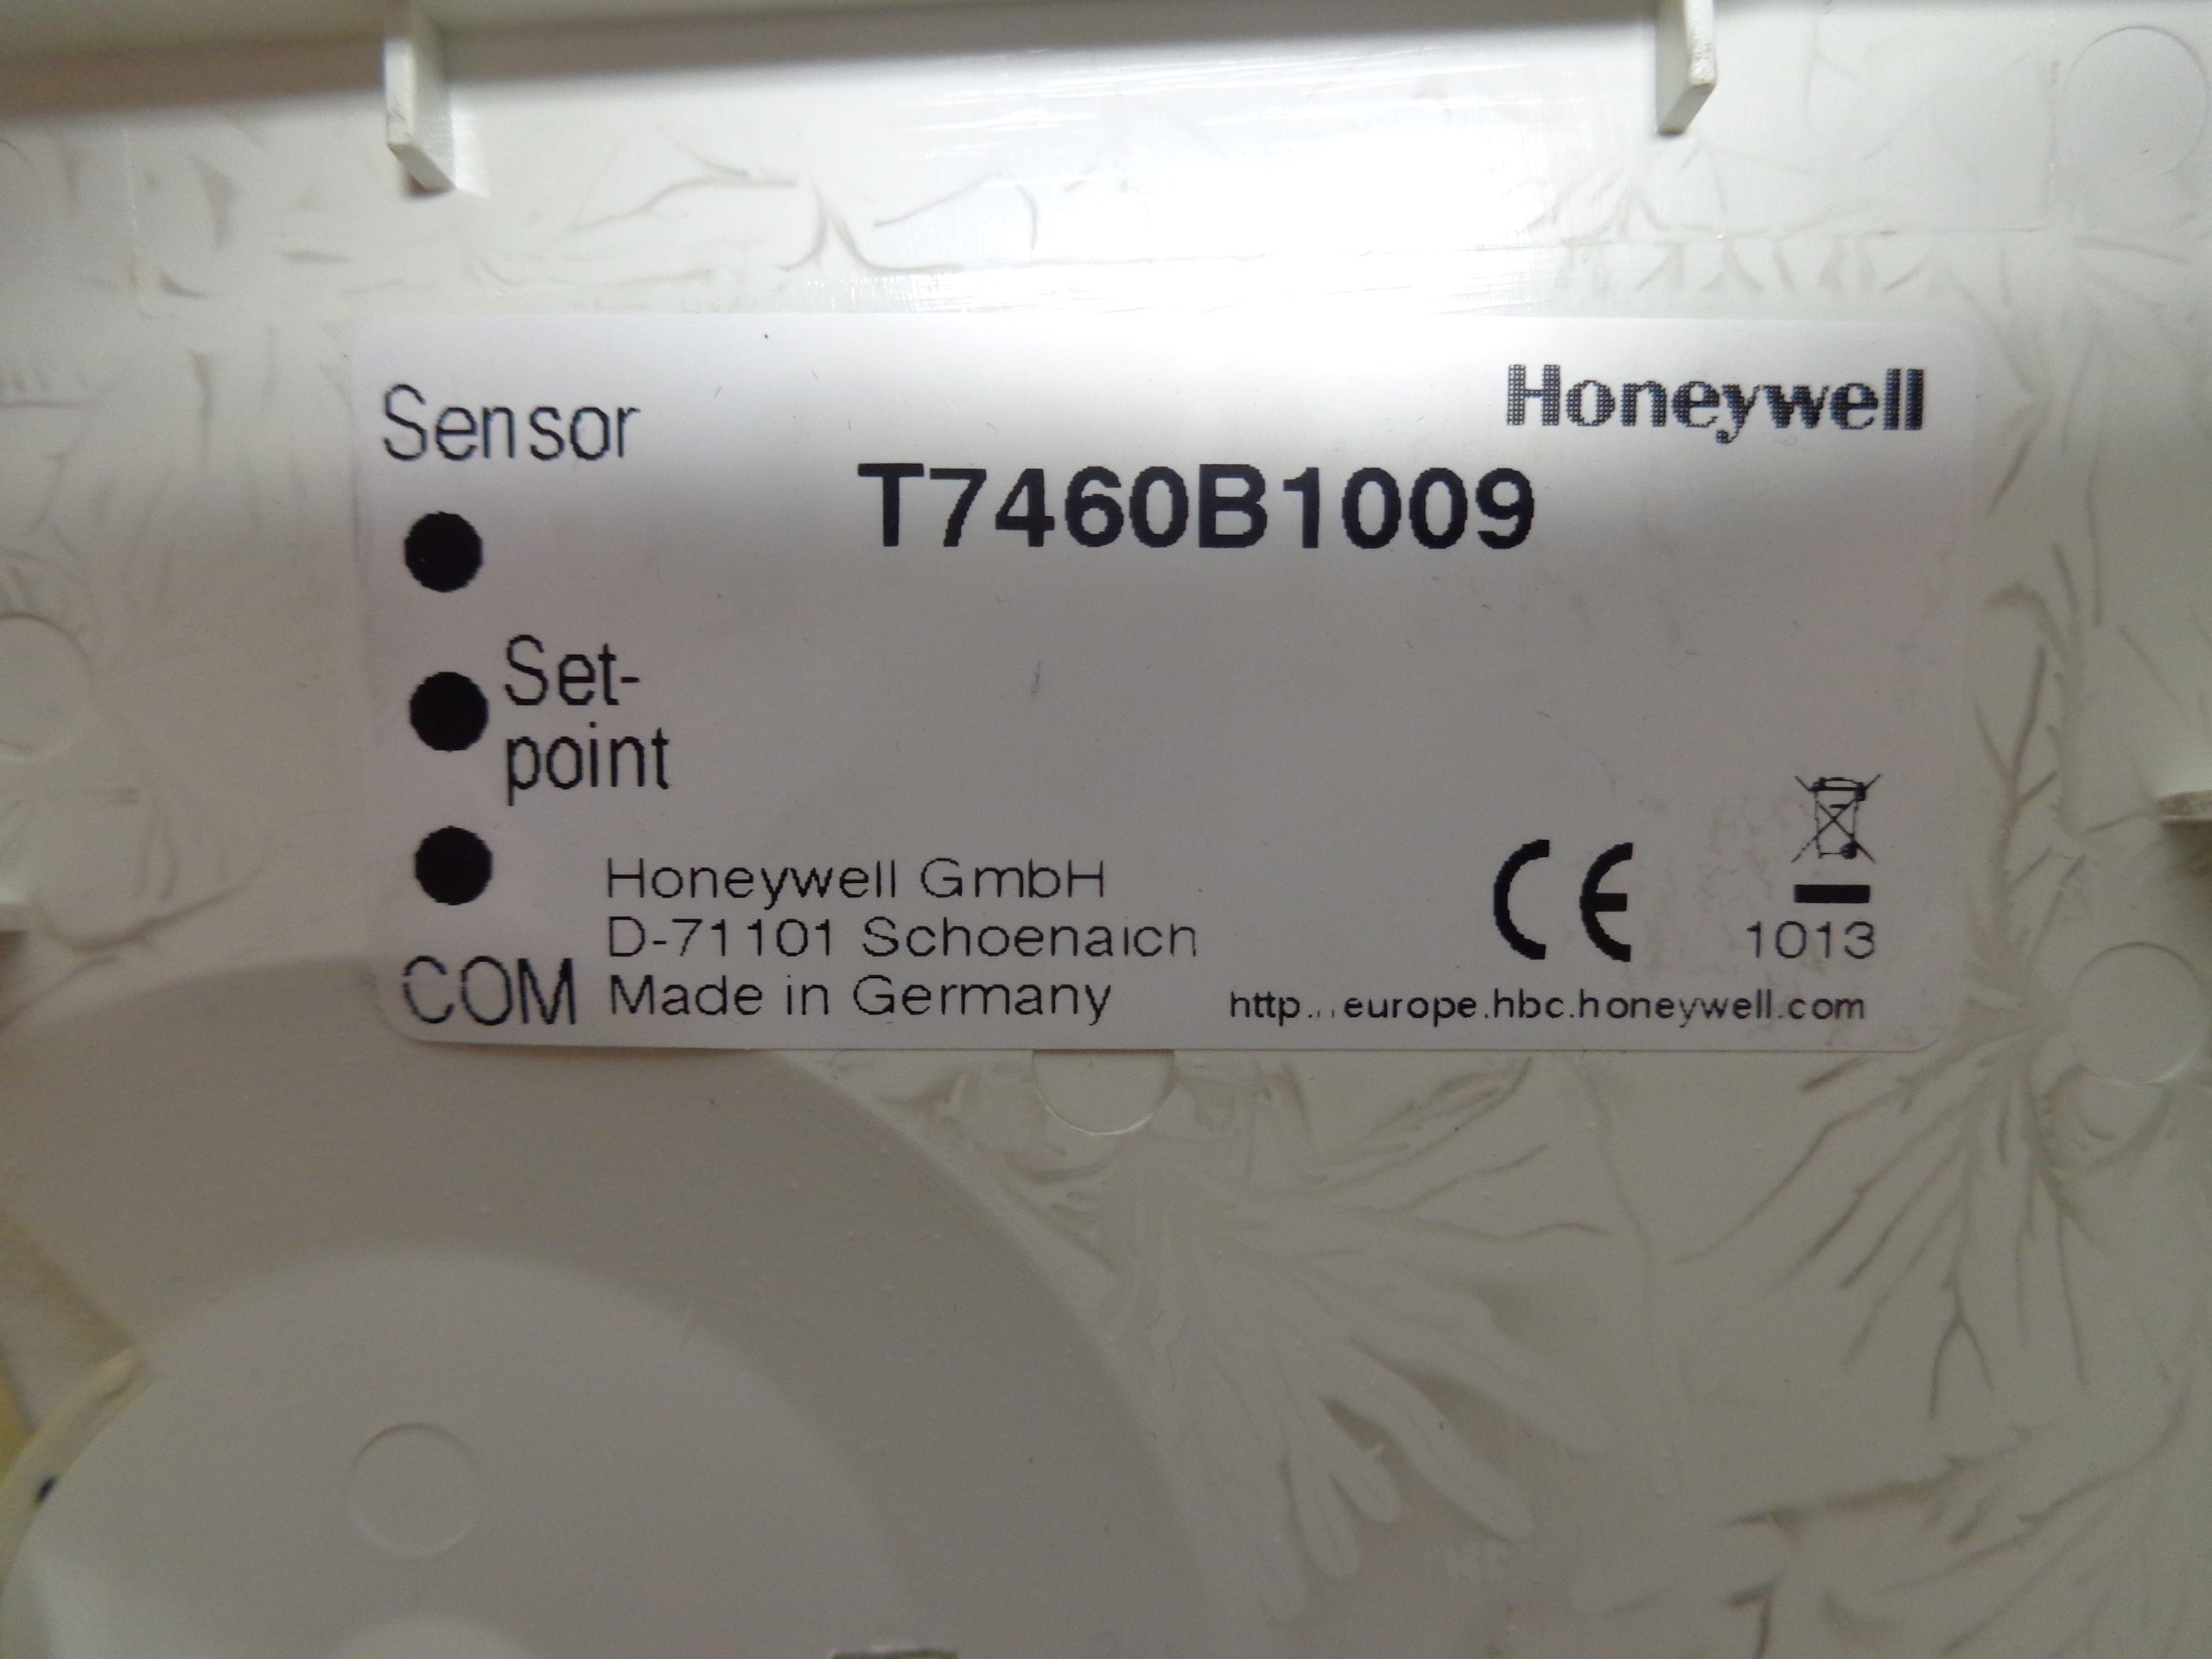 Sensor
Honeywell
T7460B1009
Set-
point
Honeywell GmbH
D-71101 Schoenaich
Made in Germany
COM
CE
1013
http...europe.hbc.honeywell.com